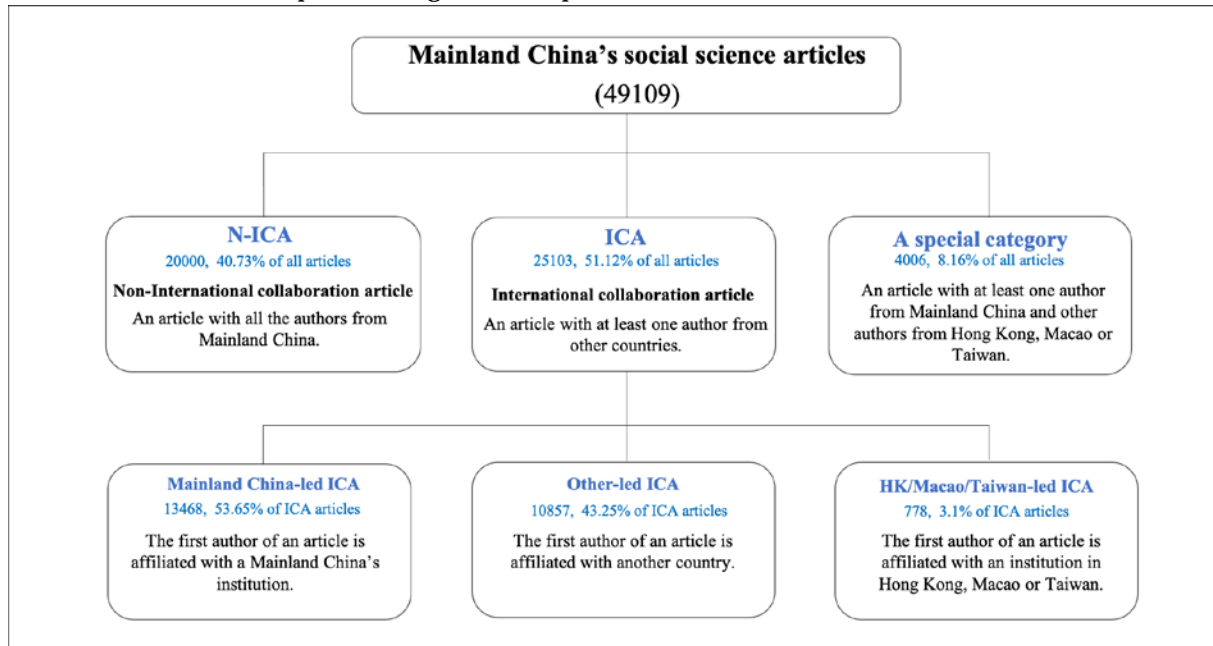 Mainland China's social science articles
(49109)
N-ICA
20000, 40.73% of all articles
Non-International collaboration article
An article with all the authors from
Mainland China.
ICA
25103, 51.12% of all articles
International collaboration article
An article with at least one author from
other countries.
A special category
4006, 8.16% of all articles
An article with at least one author
from Mainland China and other
authors from Hong Kong, Macao or
Taiwan.
Mainland China-led ICA
13468, 53.65% of ICA articles
The first author of an article is
affiliated with a Mainland China's
institution.
Other-led ICA
10857, 43.25% of ICA articles
The first author of an article is
affiliated with another country.
HK/Macao/Taiwan-led ICA
778, 3.1% of ICA articles
The first author of an article is
affiliated with an institution in
Hong Kong, Macao or Taiwan.